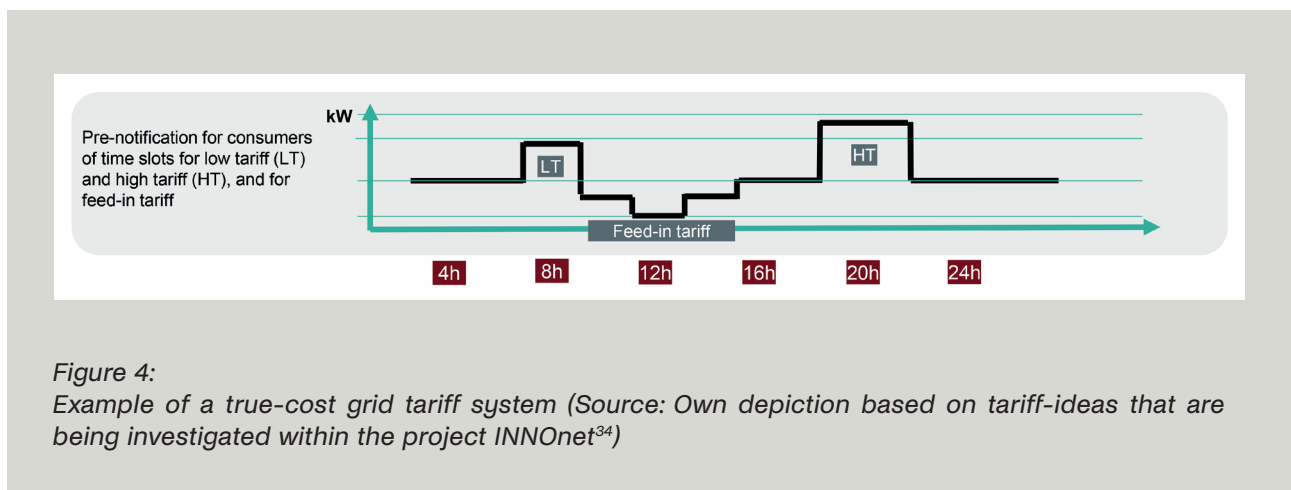 Pre-notification for consumers
of time slots for low tariff (LT)
and high tariff (HT), and for
feed-in tariff
kW
LT
HT
Feed-in tariff
4h
8h
12h
16h
20h
24h
Figure 4:
Example of a true-cost grid tariff system (Source: Own depiction based on tariff-ideas that are
being investigated within the project INNOnet³⁴)